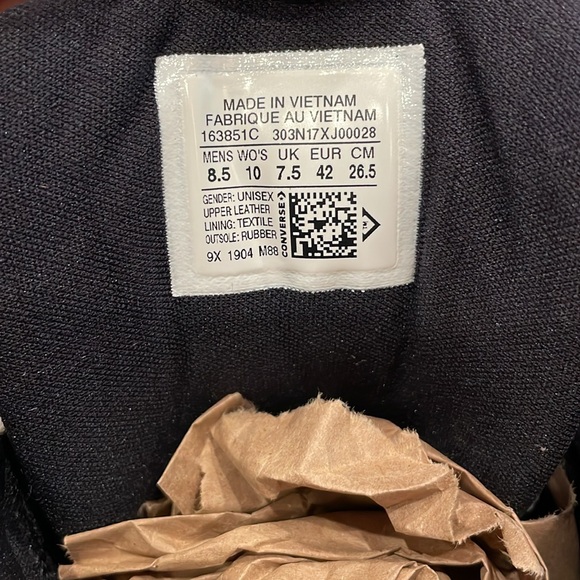 MADE IN VIETNAM
FABRIQUE AU VIETNAM
163851C 303N17XJ00028
MENS WO'S UK EUR CM
8.5 10 7.5 42 26.5
GENDER: UNISEX
UPPER LEATHER
LINING: TEXTILE
OUTSOLE: RUBBER
9X 1904 M88
CONVERSE
TM